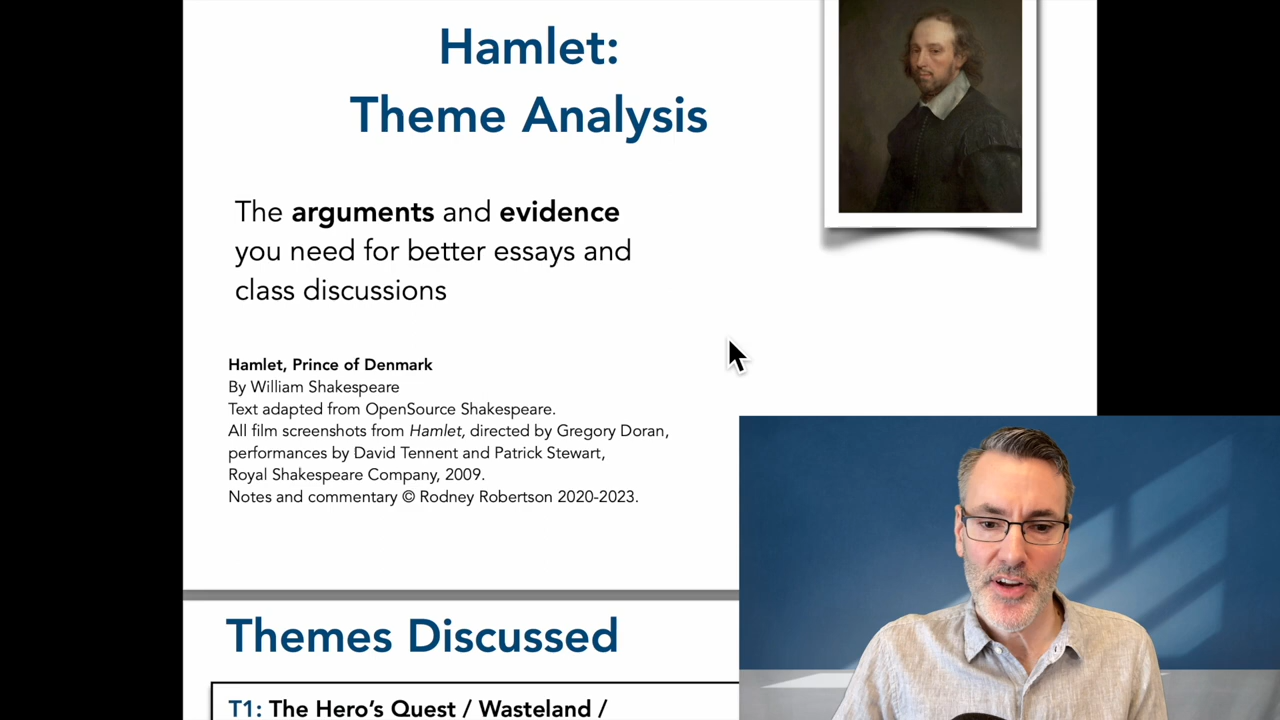 Hamlet:
Theme Analysis
The arguments and evidence
you need for better essays and
class discussions
Hamlet, Prince of Denmark
By William Shakespeare
Text adapted from OpenSource Shakespeare.
All film screenshots from Hamlet, directed by Gregory Doran,
performances by David Tennent and Patrick Stewart,
Royal Shakespeare Company, 2009.
Notes and commentary © Rodney Robertson 2020-2023.
Themes Discussed
T1: The Hero’s Quest / Wasteland /